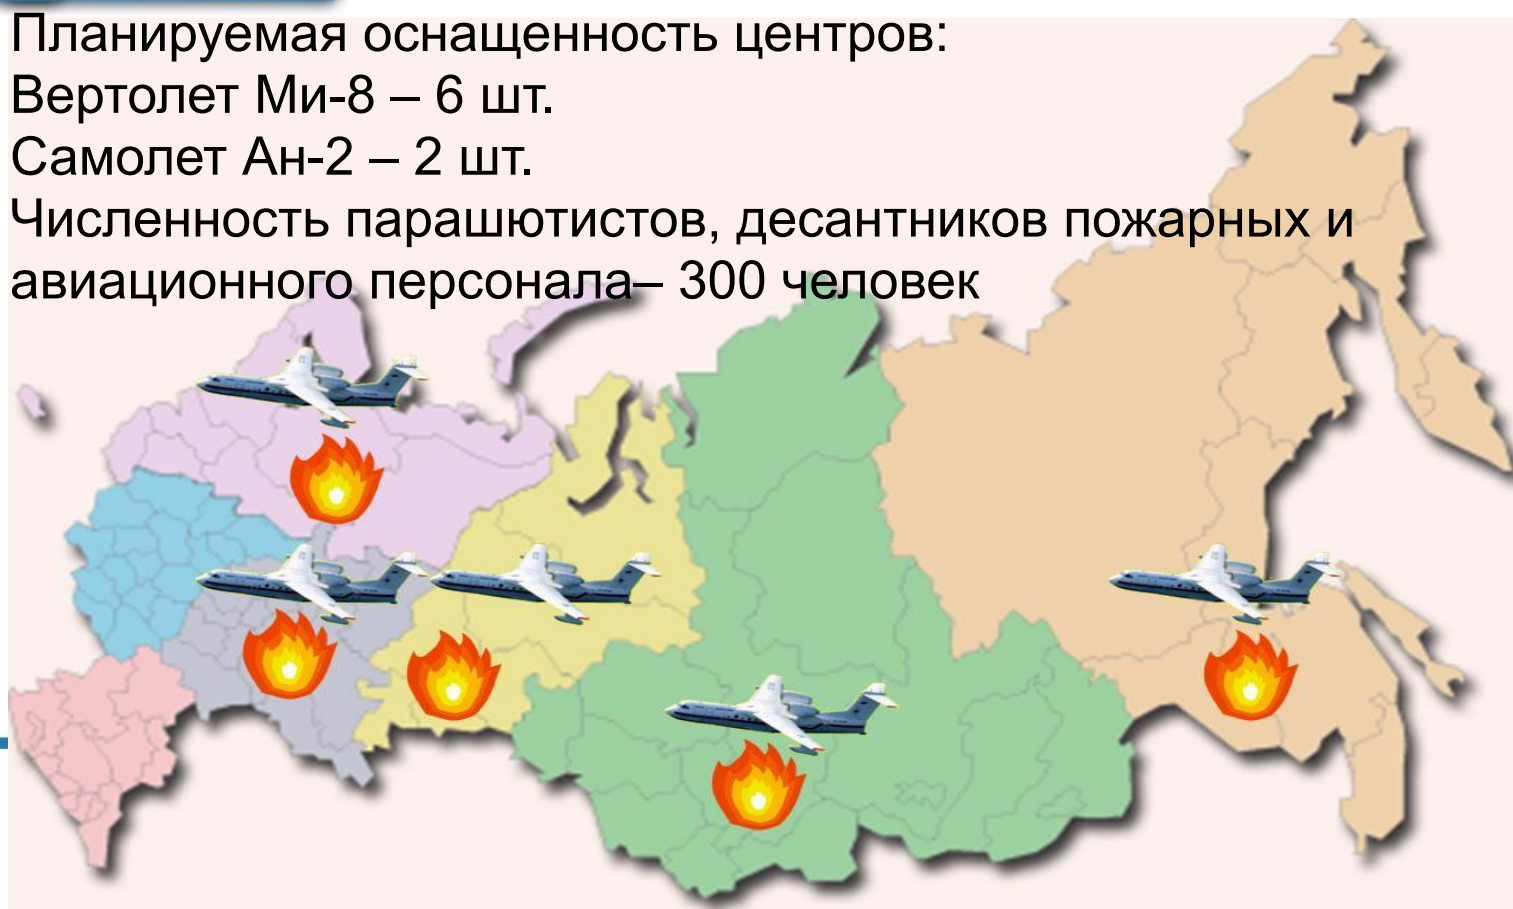 Планируемая оснащенность центров:
Вертолет Ми-8 – 6 шт.
Самолет Ан-2 – 2 шт.
Численность парашютистов, десантников пожарных и
авиационного персонала– 300 человек